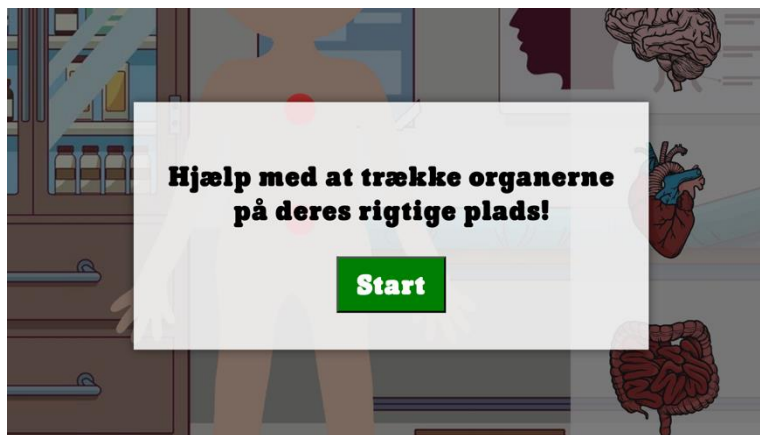 Hjælp med at trække organerne
på deres rigtige plads!
Start